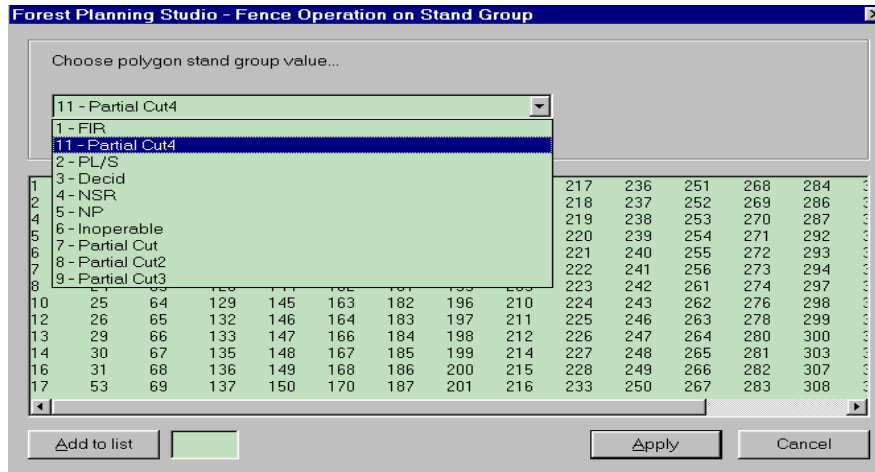 Forest Planning Studio - Fence Operation on Stand Group
Choose polygon stand group value...
11 - Partial Cut4
1 - FIR
11 - Partial Cut4
2 - PL/S
3 - Decid
4 - NSR
5 - NP
6 - Inoperable
7 - Partial Cut
8 - Partial Cut2
9 - Partial Cut3
1 217 236 251 268 284
2 218 237 252 269 286
4 219 238 253 270 287
5 220 239 254 271 292
6 221 240 255 272 293
7 222 241 256 273 294
8 223 242 261 274 297
10 25 64 129 145 163 182 196 210 224 243 262 276 298
12 26 65 132 146 164 183 197 211 225 246 263 278 299
13 29 66 133 147 166 184 198 212 226 247 264 280 300
14 30 67 135 148 167 185 199 214 227 248 265 281 303
16 31 68 136 149 168 186 200 215 228 249 266 282 307
17 53 69 137 150 170 187 201 216 233 250 267 283 308
Add to list Apply Cancel